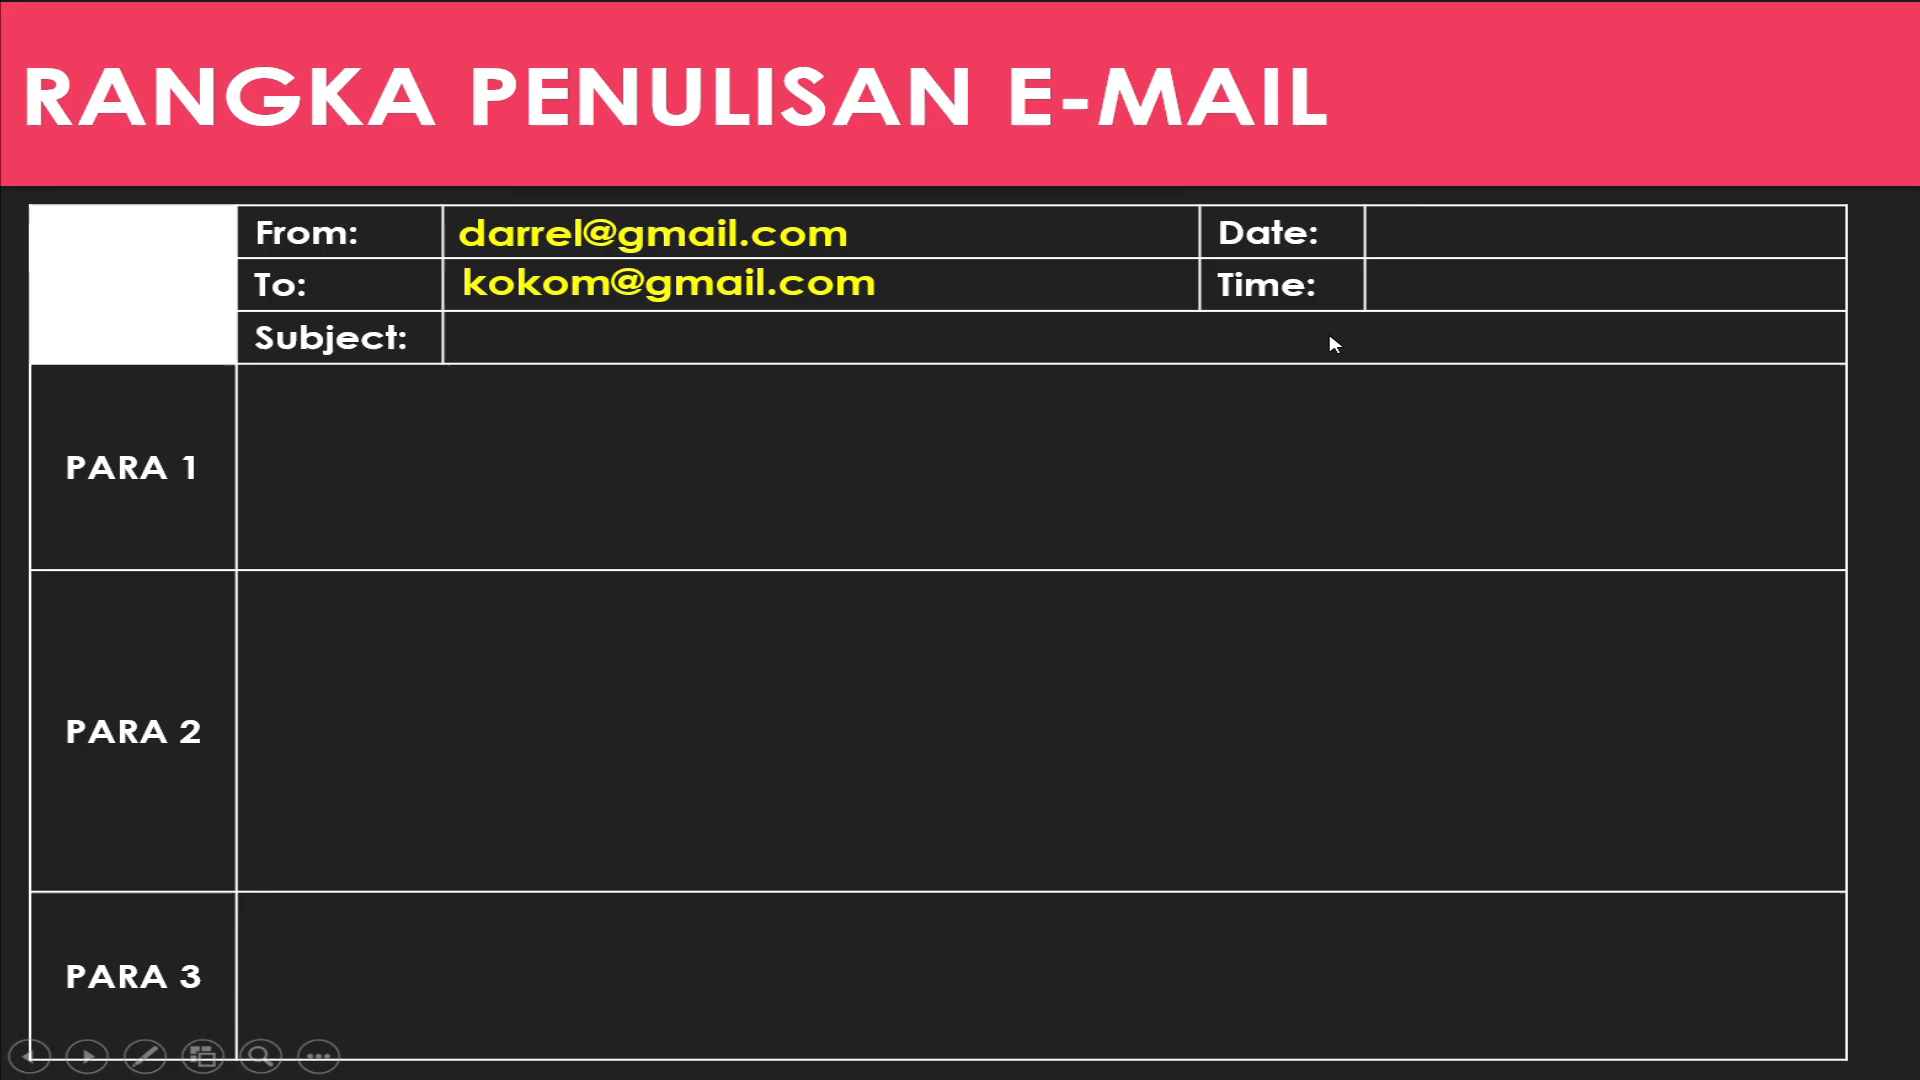 RANGKA PENULISAN E-MAIL
From: darrel@gmail.com Date:
To: kokom@gmail.com Time:
Subject:
PARA 1
PARA 2
PARA 3